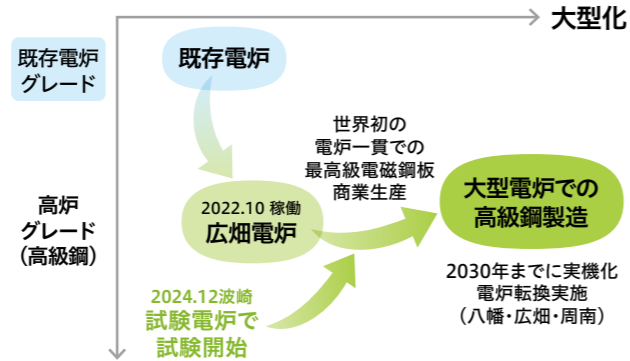 大型化
既存電炉
グレード
既存電炉
世界初の
電炉一貫での
最高級電磁鋼板
商業生産
高炉
グレード
（高級鋼）
2022.10 稼働
広畑電炉
大型電炉での
高級鋼製造
2030年までに実機化
電炉転換実施
（八幡・広畑・周南）
2024.12波崎
試験電炉で
試験開始